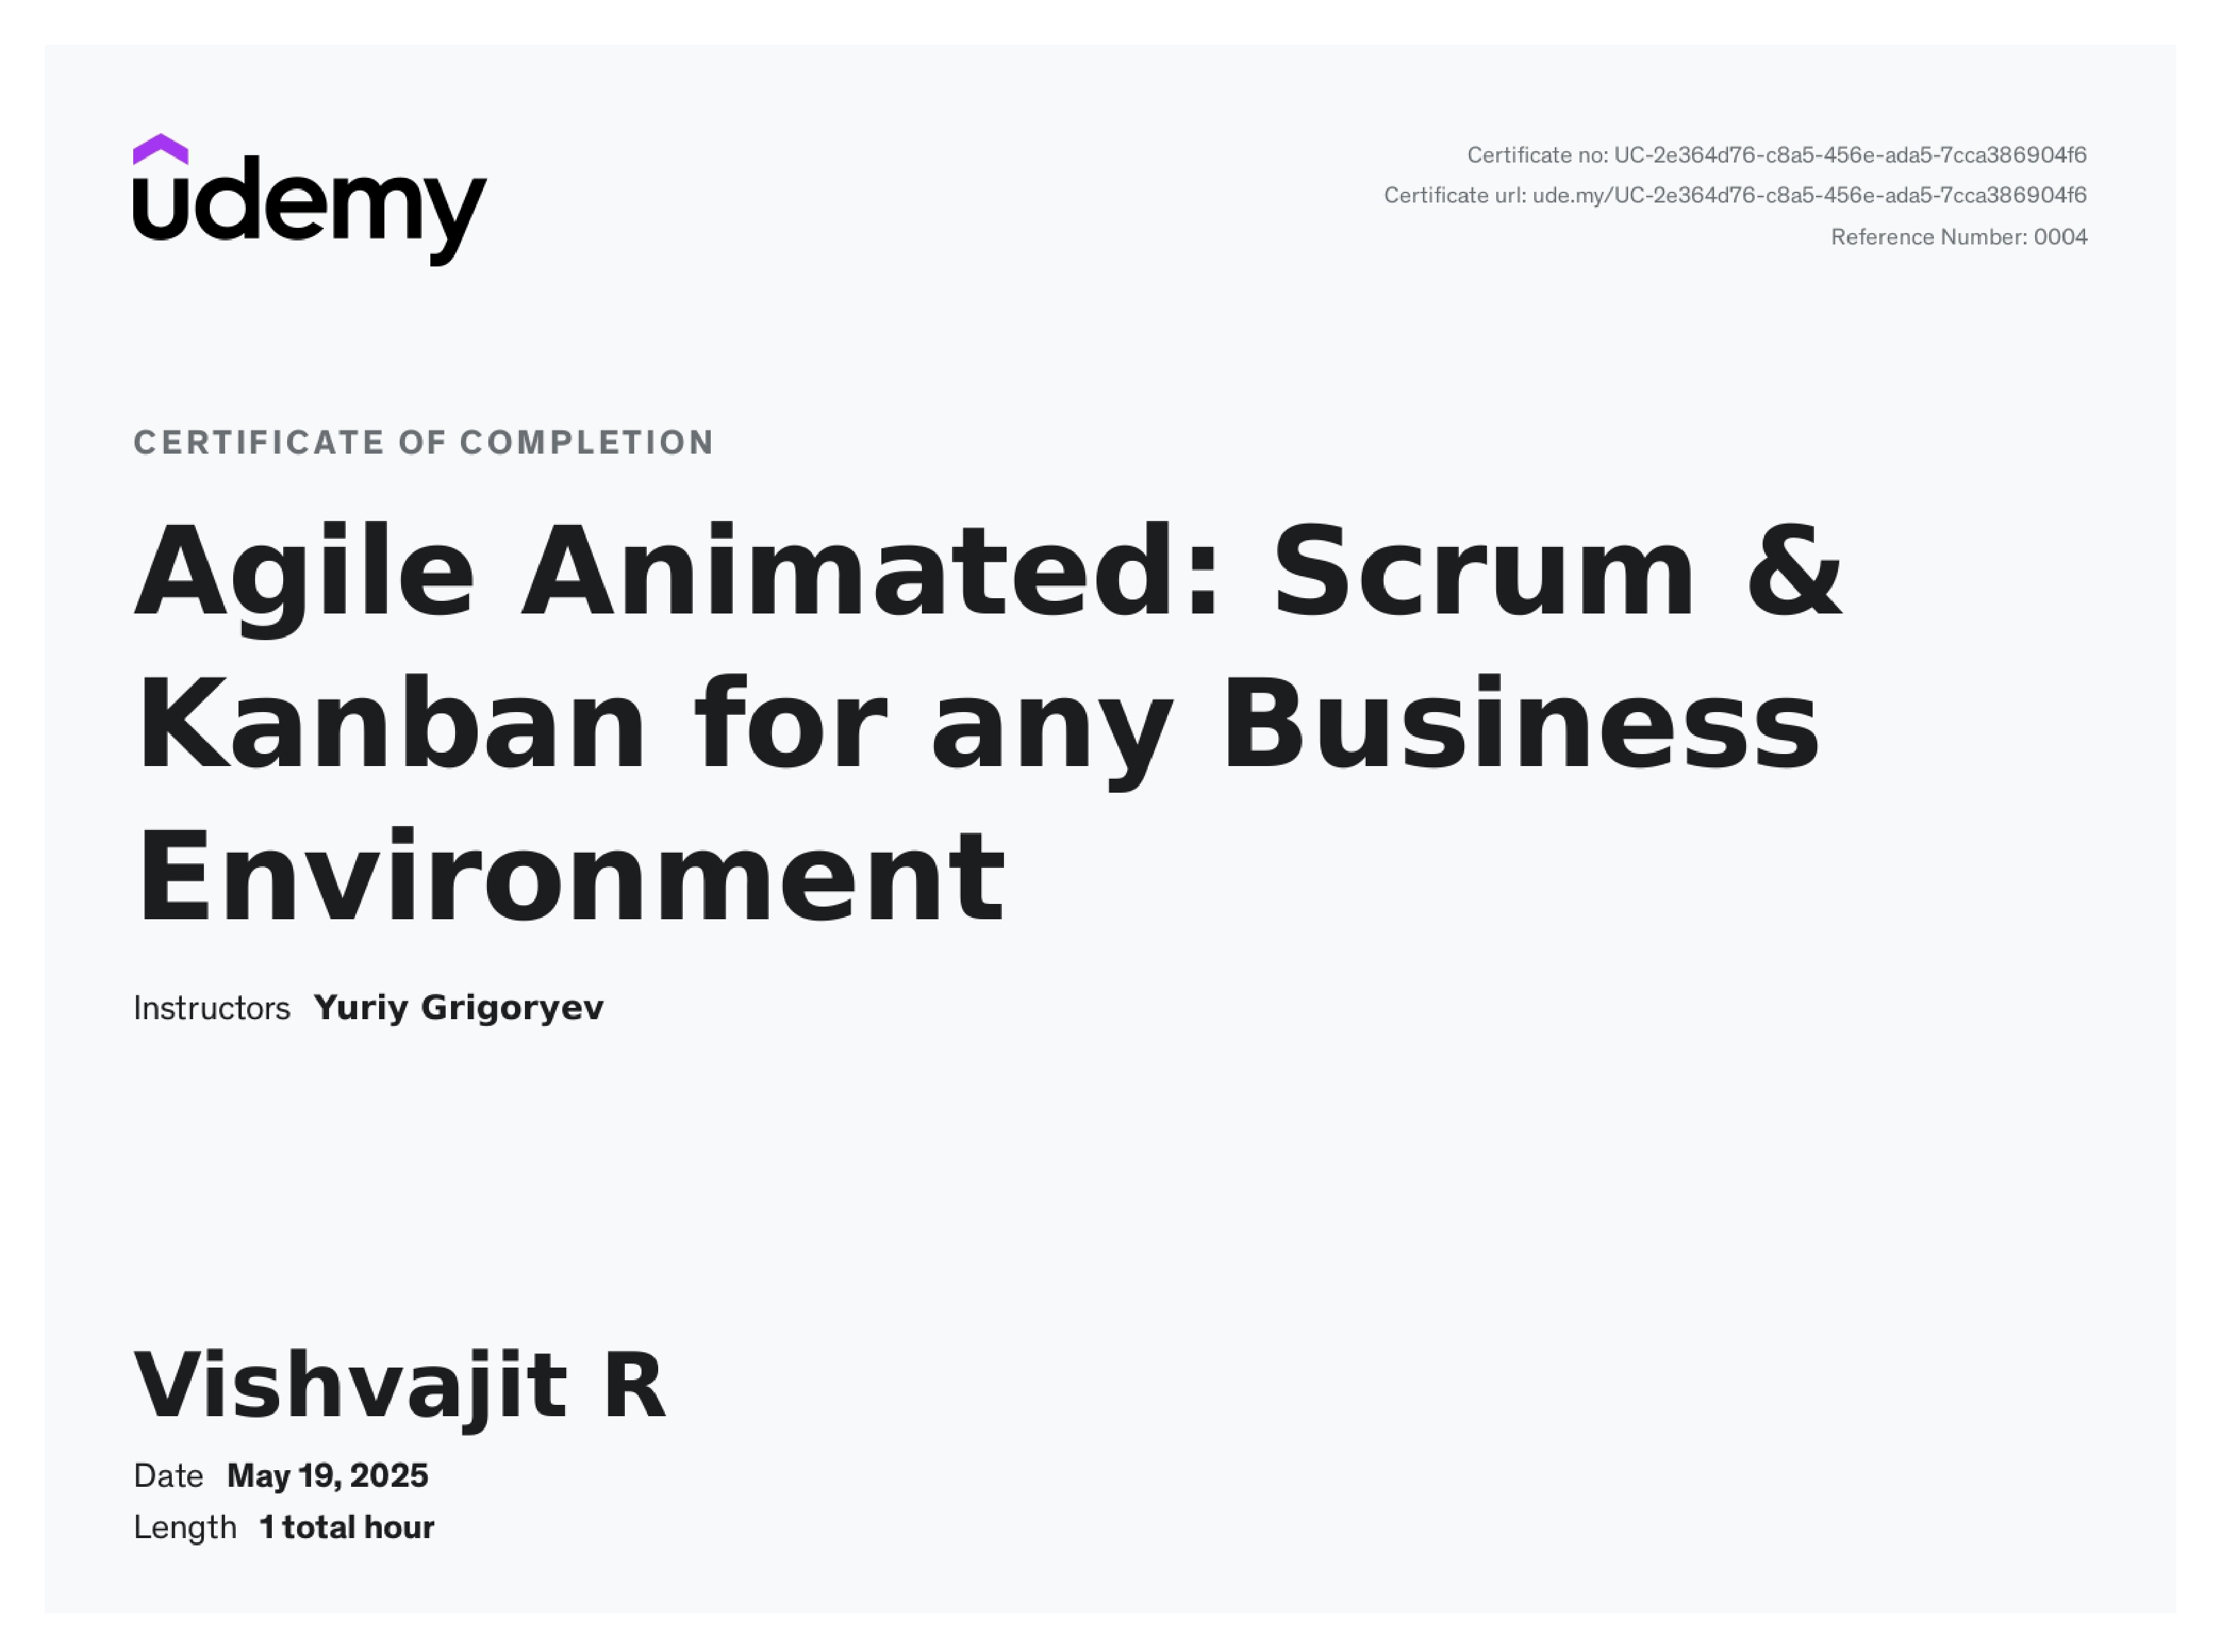 udemy
Certificate no: UC-2e364d76-c8a5-456e-ada5-7cca386904f6
Certificate url: ude.my/UC-2e364d76-c8a5-456e-ada5-7cca386904f6
Reference Number: 0004
CERTIFICATE OF COMPLETION
Agile Animated: Scrum &
Kanban for any Business
Environment
Instructors Yuriy Grigoryev
Vishvajit R
Date May 19, 2025
Length 1 total hour